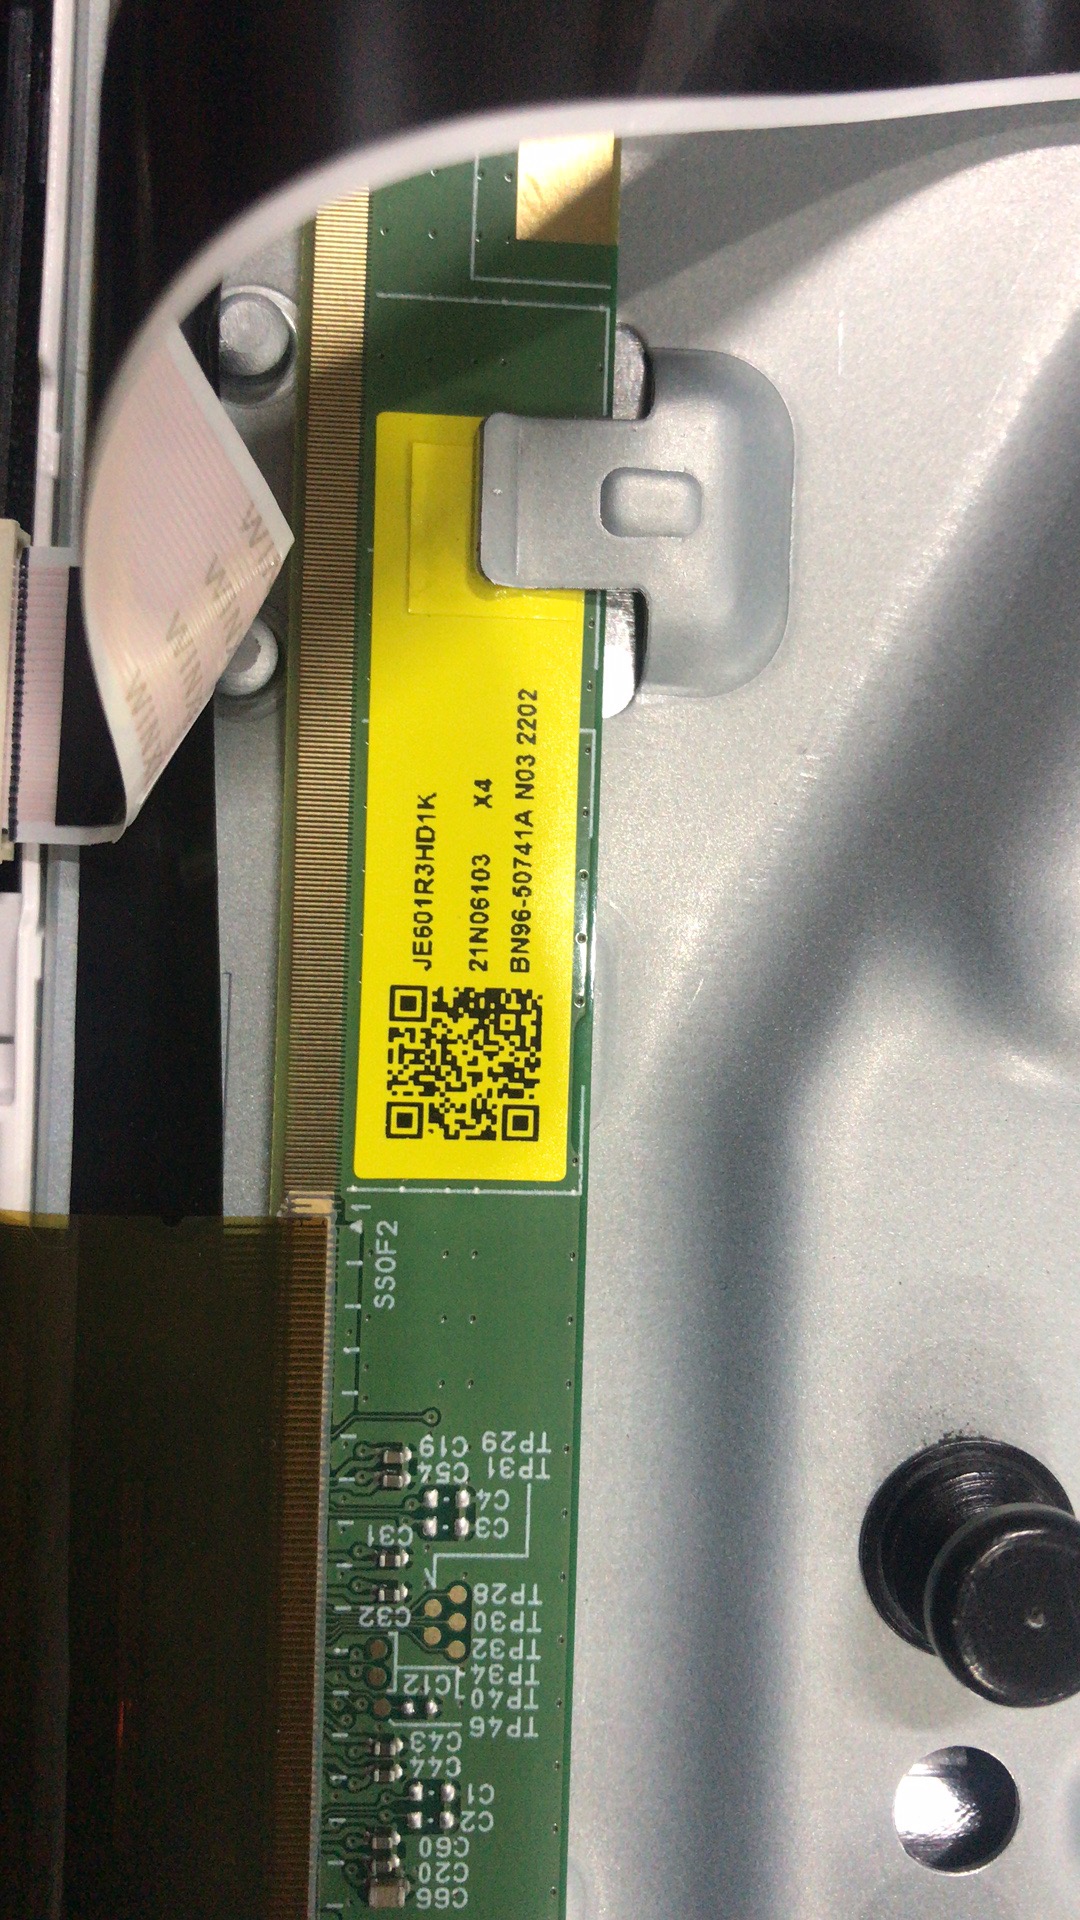 JE601R3HD1K
21N06103 X4
BN96-50741A N03 2202
1
SSOF2
C19 TP29
C54 TP31
C4
C3
C31
TP28
C32 TP30
TP32
TP34
C12 TP40
TP46
C43
C44
C1
C2
C60
C20
C66